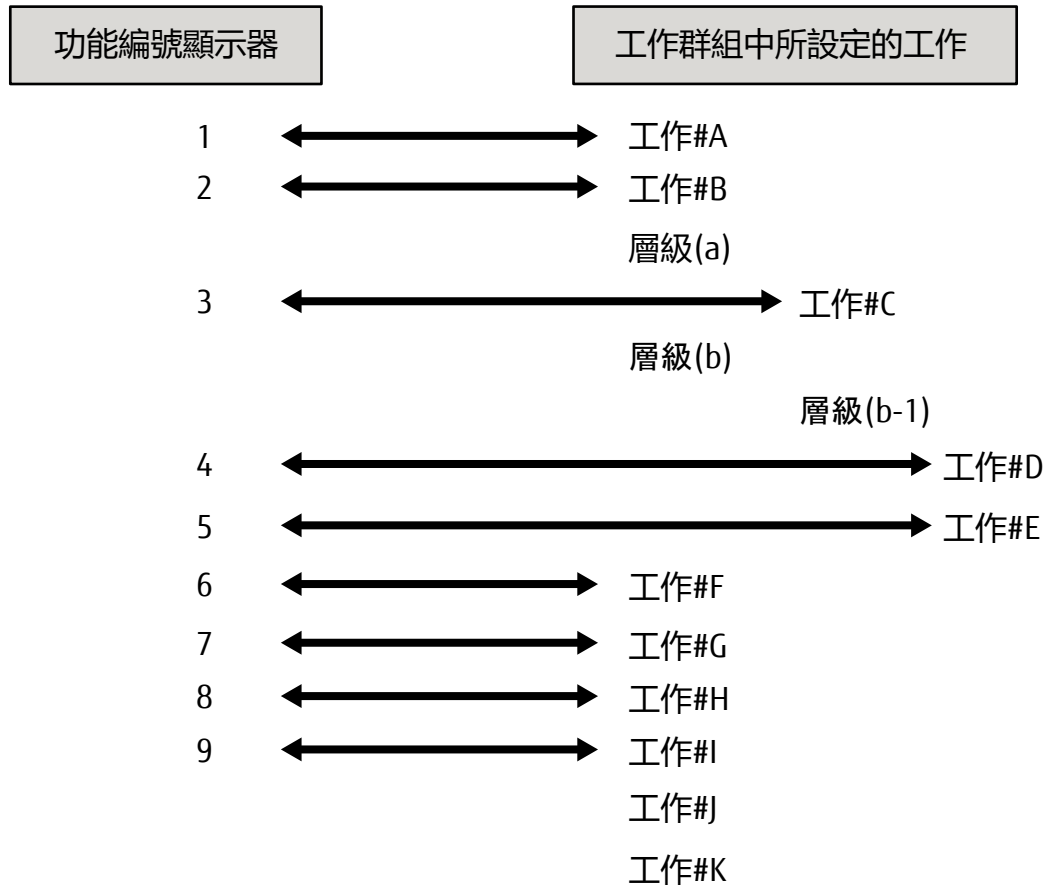 功能編號顯示器 工作群組中所設定的工作
1 工作#A
2 工作#B
層級(a)
3 工作#C
層級(b)
層級(b-1)
4 工作#D
5 工作#E
6 工作#F
7 工作#G
8 工作#H
9 工作#I
工作#J
工作#K